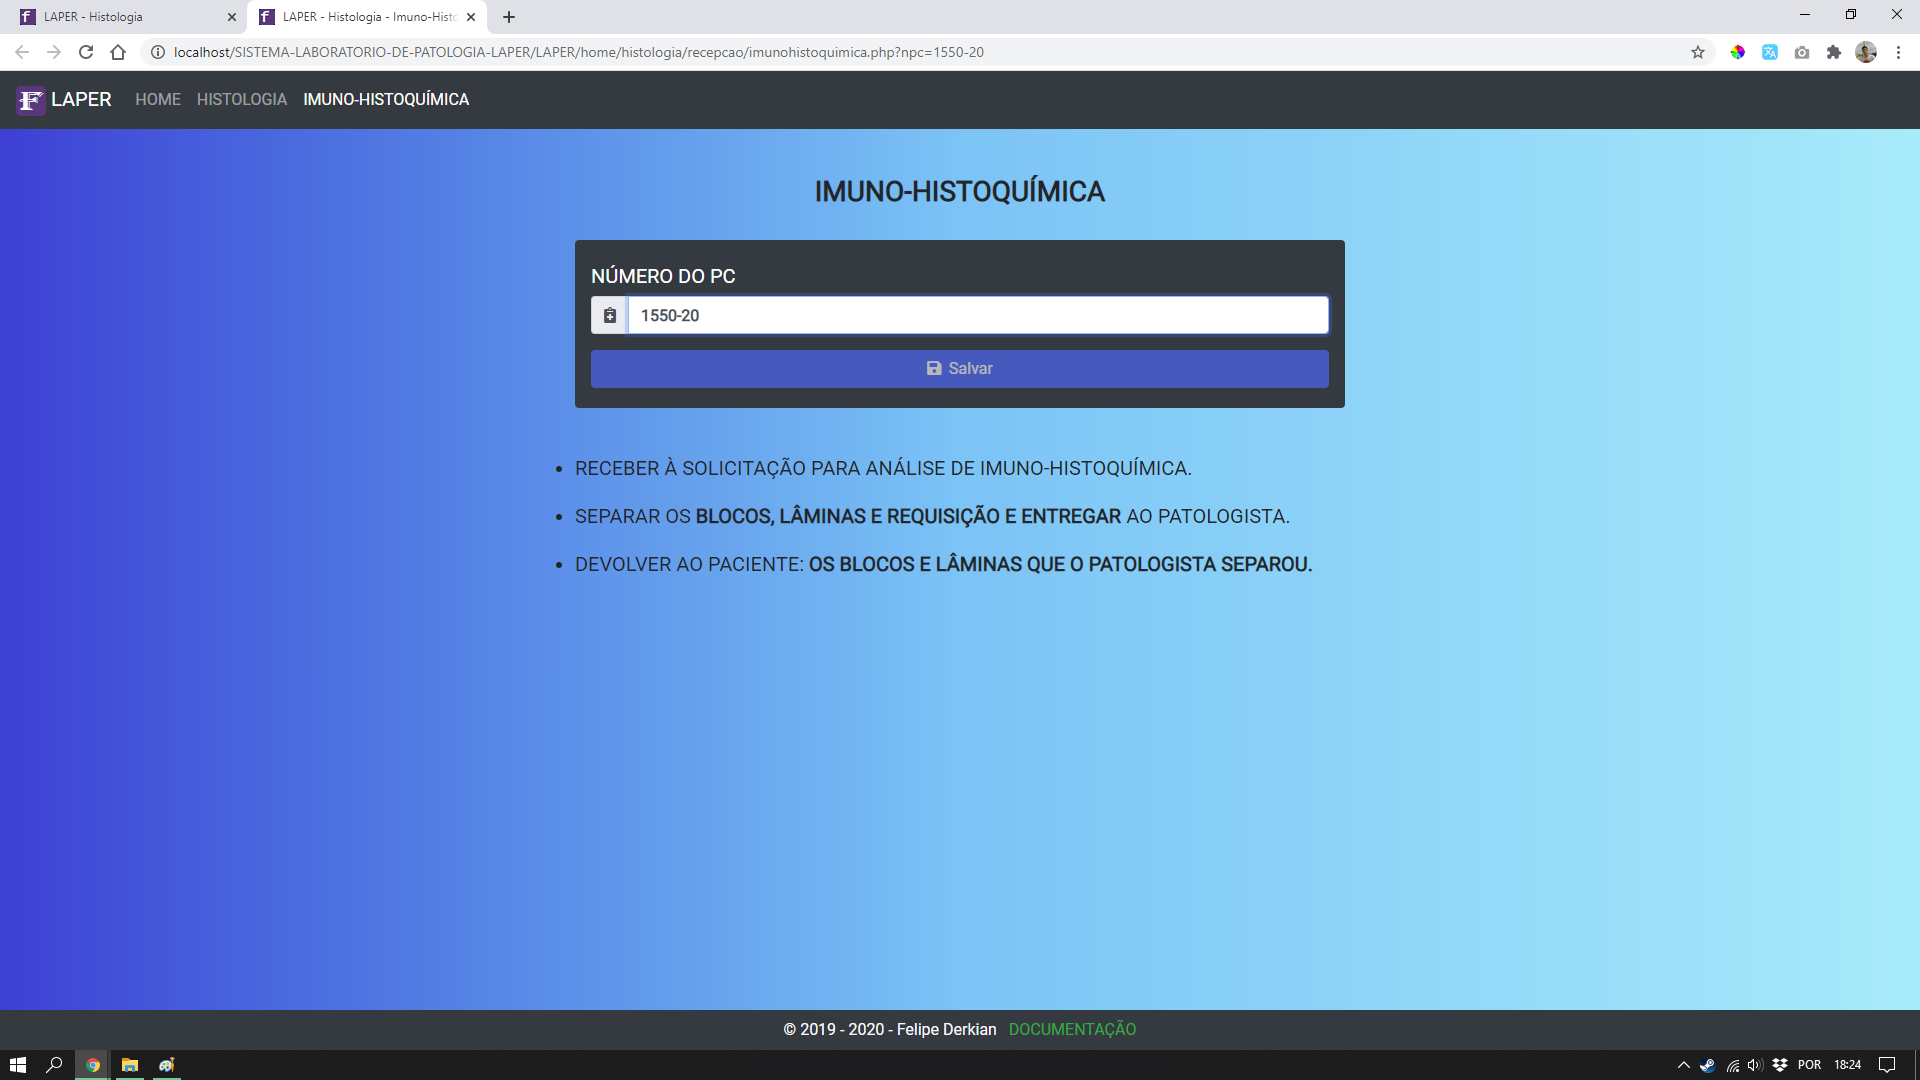 LAPER - Histologia
LAPER - Histologia - Imuno-Histo
localhost/SISTEMA-LABORATORIO-DE-PATOLOGIA-LAPER/LAPER/home/histologia/recepcao/imunohistoquimica.php?npc=1550-20
LAPER HOME HISTOLOGIA IMUNO-HISTOQUÍMICA
IMUNO-HISTOQUÍMICA
NÚMERO DO PC
1550-20
Salvar
• RECEBER À SOLICITAÇÃO PARA ANÁLISE DE IMUNO-HISTOQUÍMICA.
• SEPARAR OS BLOCOS, LÂMINAS E REQUISIÇÃO E ENTREGAR AO PATOLOGISTA.
• DEVOLVER AO PACIENTE: OS BLOCOS E LÂMINAS QUE O PATOLOGISTA SEPAROU.
© 2019 - 2020 - Felipe Derkian DOCUMENTAÇÃO
POR 18:24